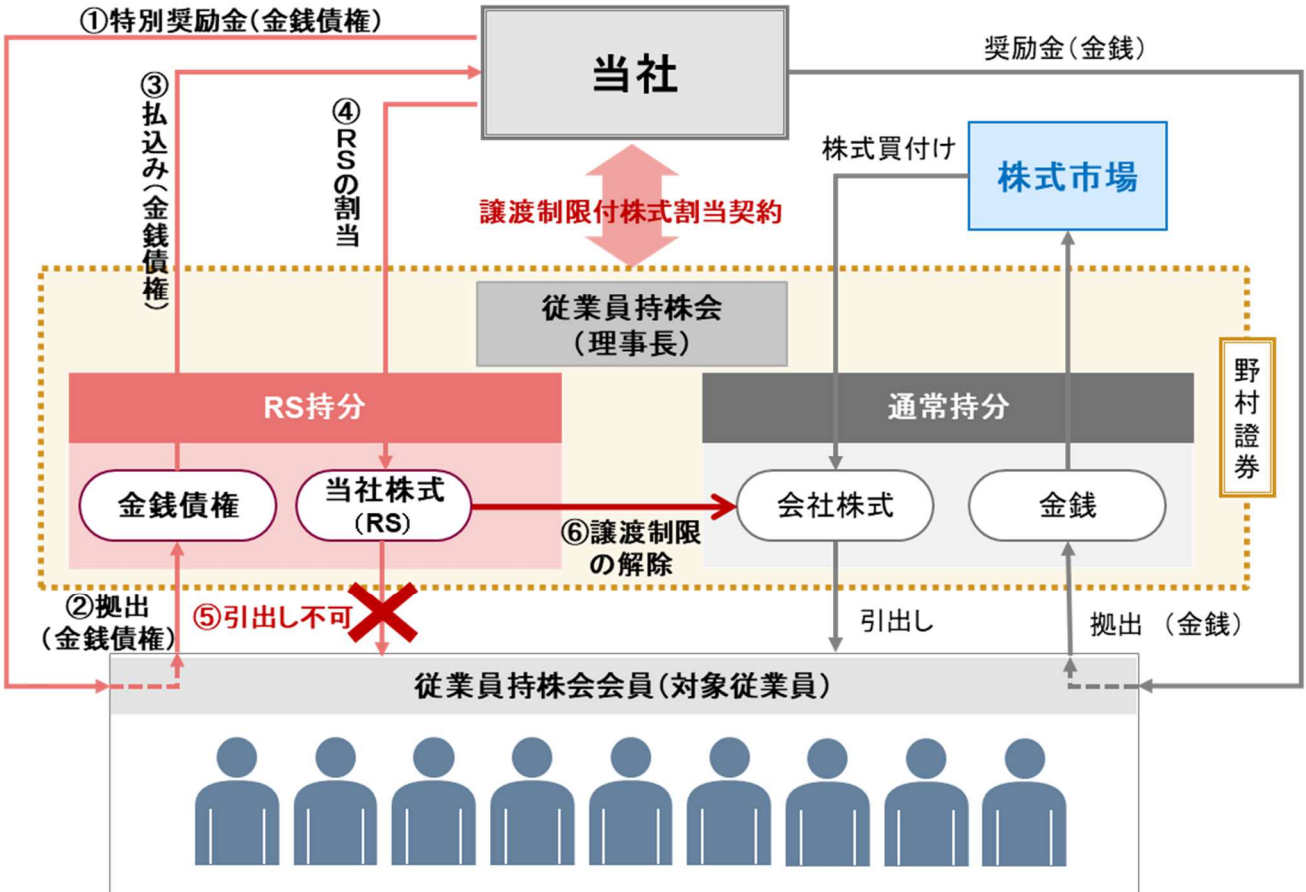 ①特別奨励金(金銭債権)
当社
奨励金(金銭)
③払込み(金銭債権)
④RSの割当
株式買付け
株式市場
譲渡制限付株式割当契約
従業員持株会
(理事長)
野村證券
RS持分
通常持分
金銭債権
当社株式
(RS)
会社株式
金銭
⑥譲渡制限
の解除
②拠出
(金銭債権)
⑤引出し不可
引出し
拠出 (金銭)
従業員持株会会員(対象従業員)